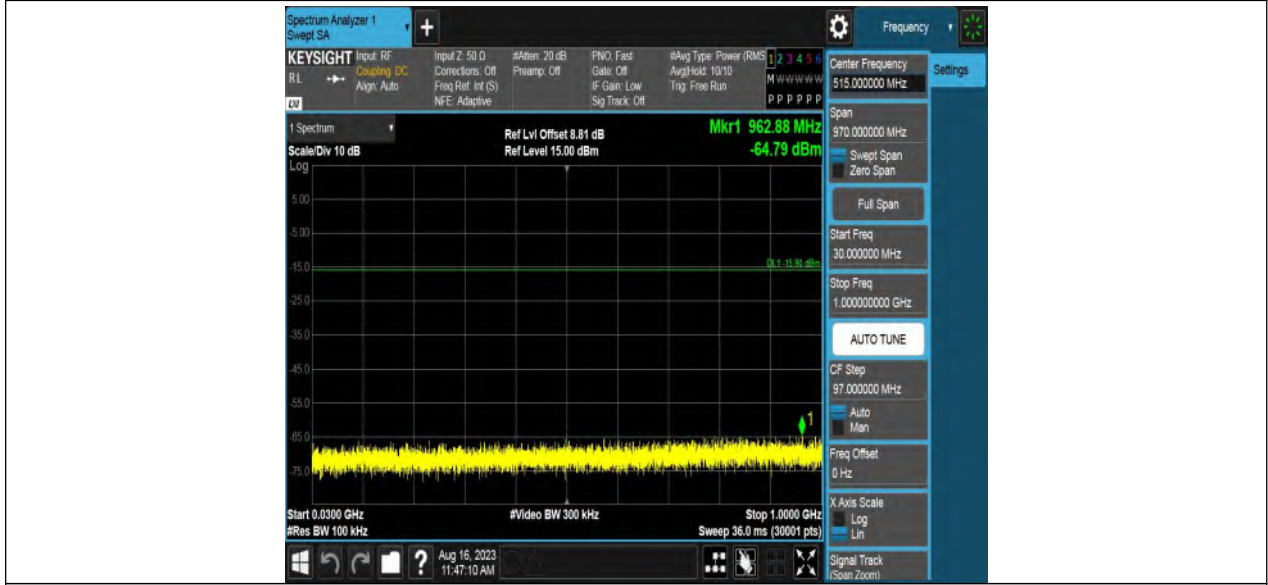 Spectrum Analyzer 1
Swept SA
+
Frequency
KEYSIGHT
RL
LXI
Input: RF
Coupling: DC
Align: Auto
Input Z: 50 Ω
Corrections: Off
Freq Ref: Int (S)
NFE: Adaptive
#Atten: 20 dB
Preamp: Off
PNO: Fast
Gate: Off
IF Gain: Low
Sig Track: Off
#Avg Type: Power (RMS
Avg|Hold: 10/10
Trig: Free Run
1 2 3 4 5 6
M W W W W W
P P P P P P
1 Spectrum
Scale/Div 10 dB
Log
Ref Lvl Offset 8.81 dB
Ref Level 15.00 dBm
Mkr1 962.88 MHz
-64.79 dBm
5.00
-5.00
-15.0
DL1 -15.90 dBm
-25.0
-35.0
-45.0
-55.0
1
-65.0
-75.0
Start 0.0300 GHz
#Res BW 100 kHz
#Video BW 300 kHz
Stop 1.0000 GHz
Sweep 36.0 ms (30001 pts)
?
Aug 16, 2023
11:47:10 AM
Center Frequency
515.000000 MHz
Span
970.000000 MHz
Swept Span
Zero Span
Full Span
Start Freq
30.000000 MHz
Stop Freq
1.000000000 GHz
AUTO TUNE
CF Step
97.000000 MHz
Auto
Man
Freq Offset
0 Hz
X Axis Scale
Log
Lin
Signal Track
(Span Zoom)
Settings